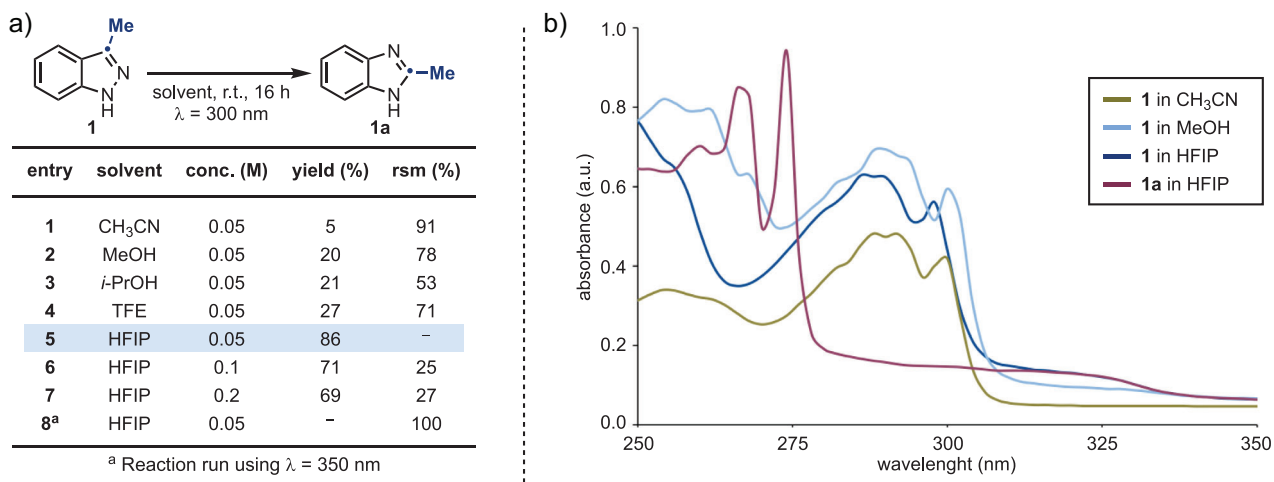 a)
Me
N
N
H
1
solvent, r.t., 16 h
λ = 300 nm
N
Me
N
H
1a
entry solvent conc. (M) yield (%) rsm (%)
1 CH₃CN 0.05 5 91
2 MeOH 0.05 20 78
3 i-PrOH 0.05 21 53
4 TFE 0.05 27 71
5 HFIP 0.05 86 –
6 HFIP 0.1 71 25
7 HFIP 0.2 69 27
8ᵃ HFIP 0.05 – 100
ᵃ Reaction run using λ = 350 nm
b)
1.0
0.8
0.6
0.4
0.2
0.0
absorbance (a.u.)
250 275 300 325 350
wavelenght (nm)
1 in CH₃CN
1 in MeOH
1 in HFIP
1a in HFIP